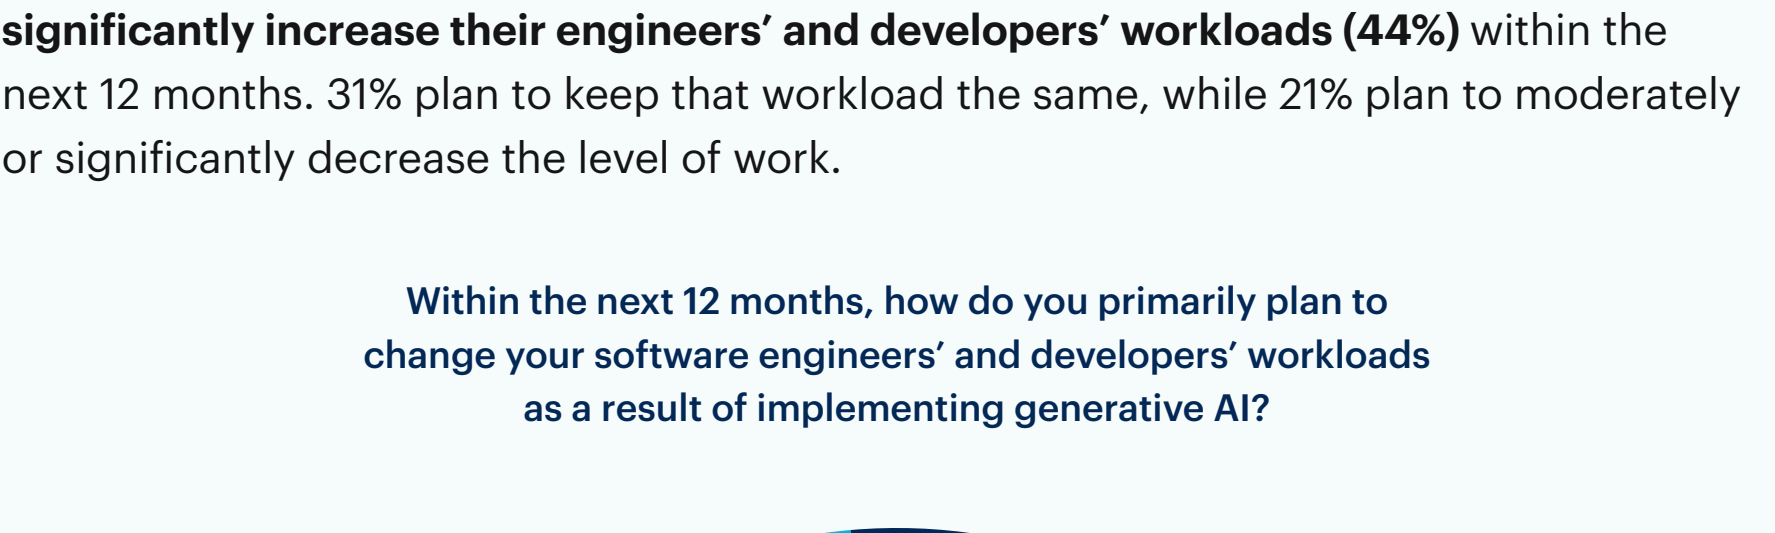 significantly increase their engineers’ and developers’ workloads (44%) within the
next 12 months. 31% plan to keep that workload the same, while 21% plan to moderately
or significantly decrease the level of work.
Within the next 12 months, how do you primarily plan to
change your software engineers’ and developers’ workloads
as a result of implementing generative AI?